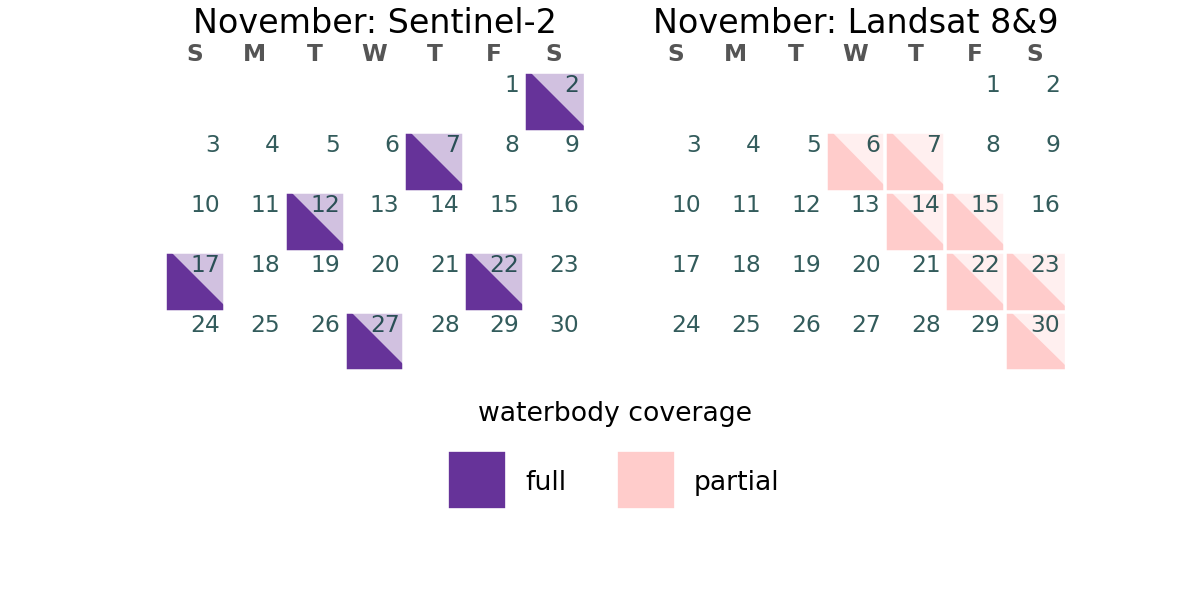 November: Sentinel-2
S M T W T F S
1 2
3 4 5 6 7 8 9
10 11 12 13 14 15 16
17 18 19 20 21 22 23
24 25 26 27 28 29 30
November: Landsat 8&9
S M T W T F S
1 2
3 4 5 6 7 8 9
10 11 12 13 14 15 16
17 18 19 20 21 22 23
24 25 26 27 28 29 30
waterbody coverage
full partial